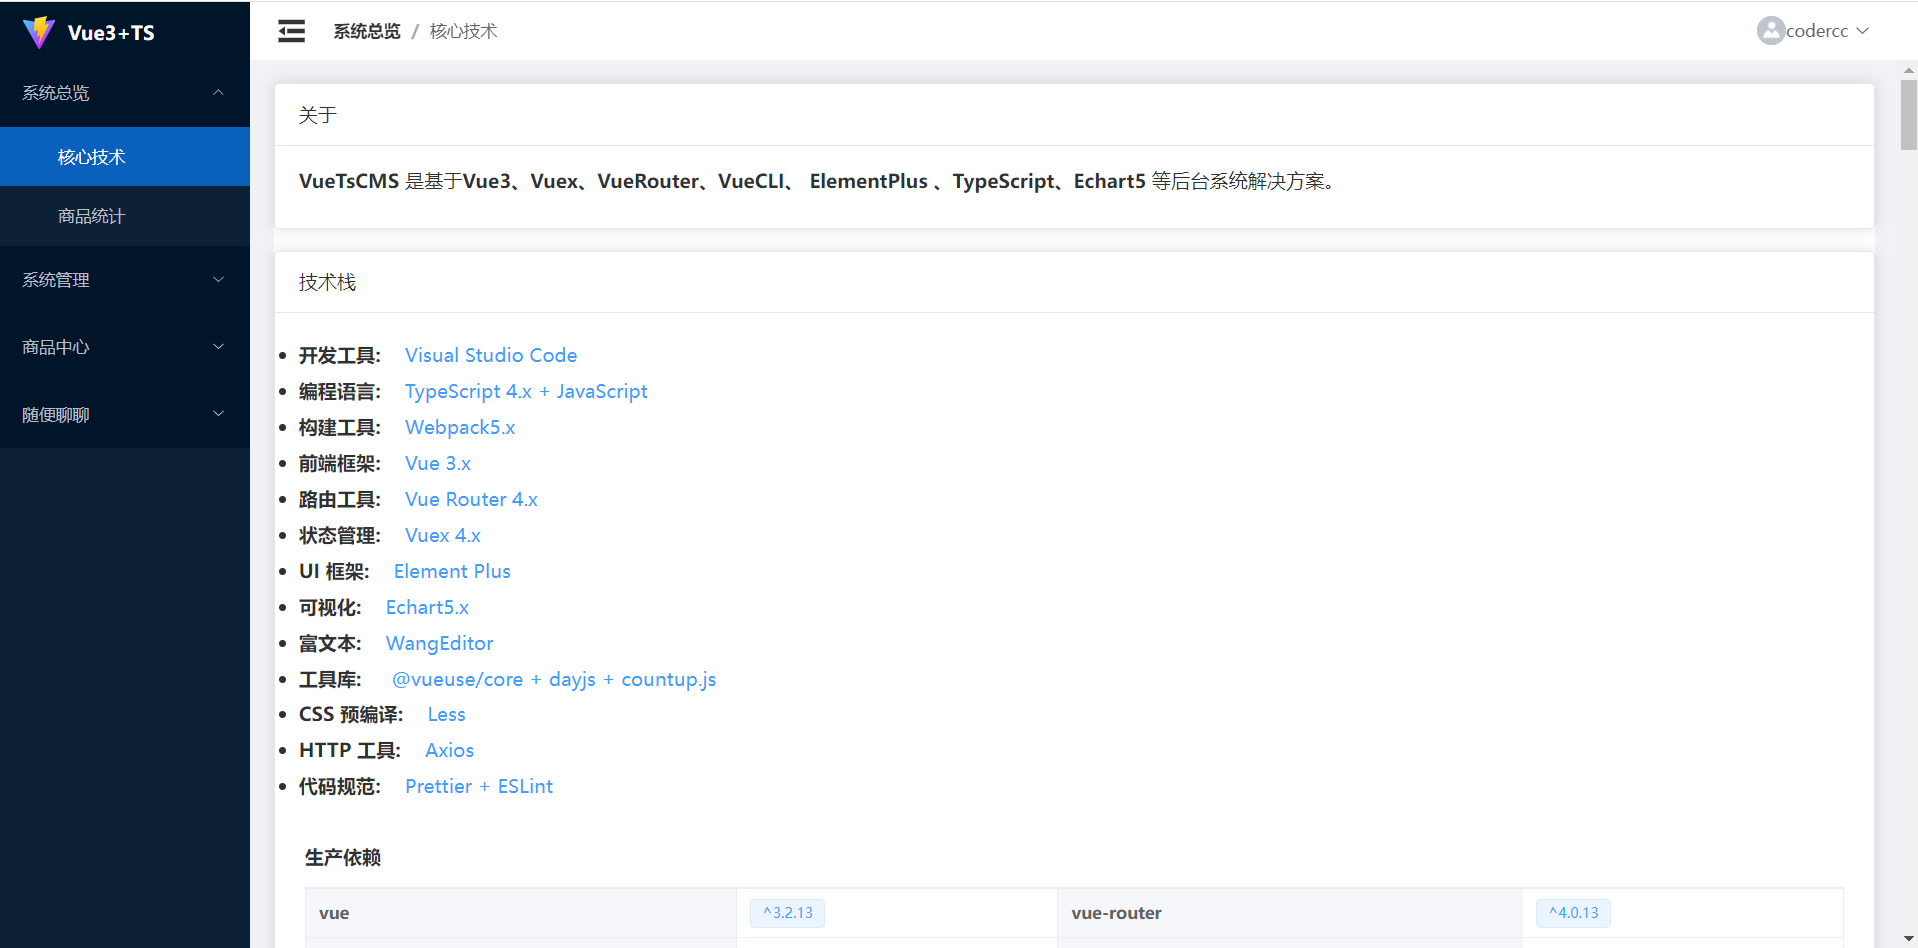 Vue3+TS
系统总览
核心技术
商品统计
系统管理
商品中心
随便聊聊
系统总览 / 核心技术
codercc
关于
VueTsCMS 是基于Vue3、Vuex、VueRouter、VueCLI、 ElementPlus 、TypeScript、Echart5 等后台系统解决方案。
技术栈
开发工具: Visual Studio Code
编程语言: TypeScript 4.x + JavaScript
构建工具: Webpack5.x
前端框架: Vue 3.x
路由工具: Vue Router 4.x
状态管理: Vuex 4.x
UI 框架: Element Plus
可视化: Echart5.x
富文本: WangEditor
工具库: @vueuse/core + dayjs + countup.js
CSS 预编译: Less
HTTP 工具: Axios
代码规范: Prettier + ESLint
生产依赖
vue ^3.2.13 vue-router ^4.0.13